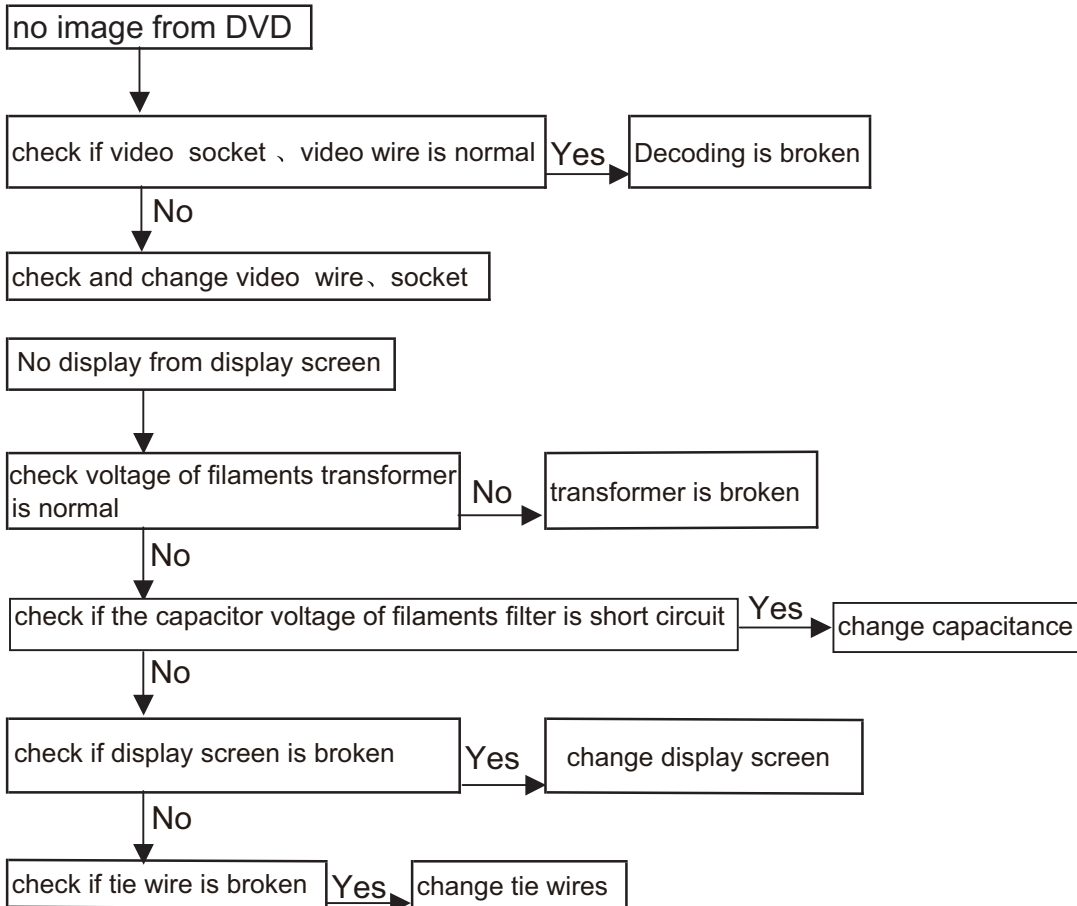 no image from DVD
check if video socket 、video wire is normal
Yes
Decoding is broken
No
check and change video wire、socket
No display from display screen
check voltage of filaments transformer
is normal
No
transformer is broken
No
check if the capacitor voltage of filaments filter is short circuit
Yes
change capacitance
No
check if display screen is broken
Yes
change display screen
No
check if tie wire is broken
Yes
change tie wires